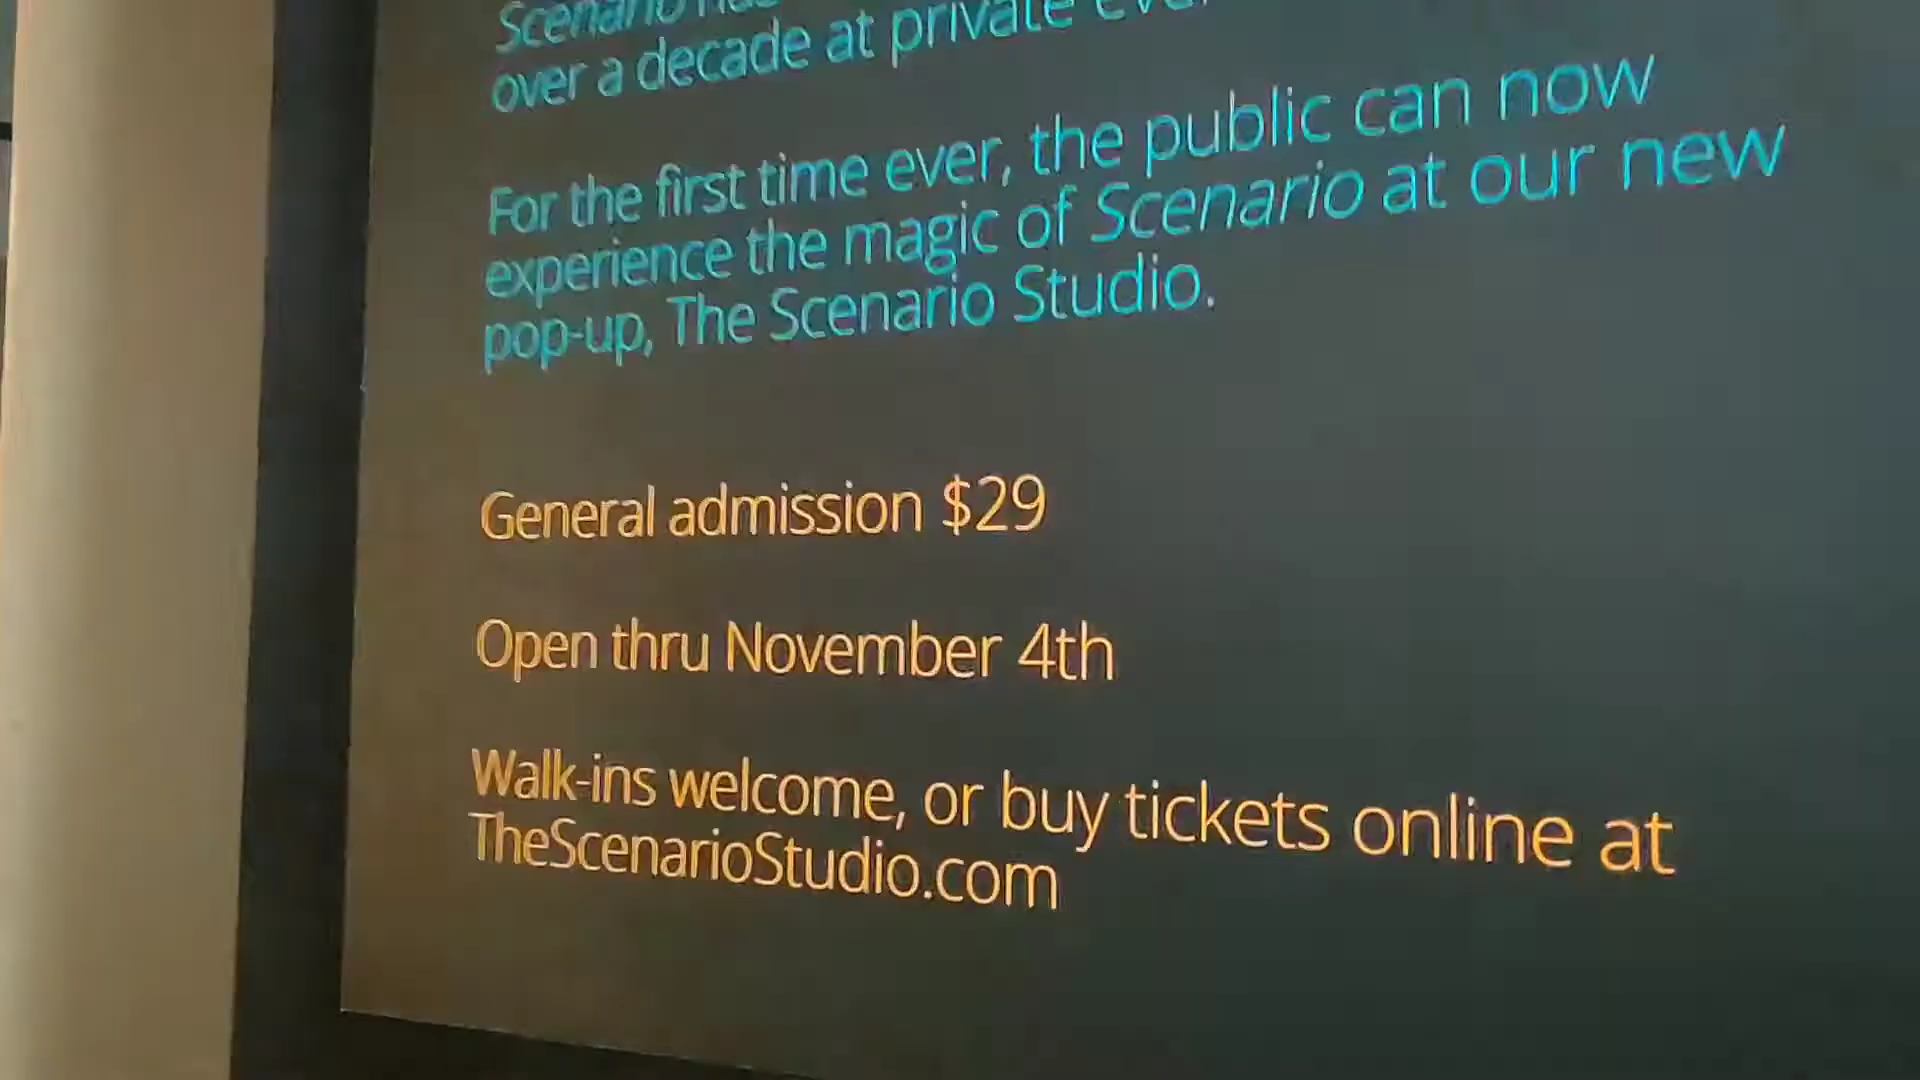 Scenario
over a decade at private
For the first time ever, the public can now
experience the magic of Scenario at our new
pop-up, The Scenario Studio.
General admission $29
Open thru November 4th
Walk-ins welcome, or buy tickets online at
TheScenarioStudio.com